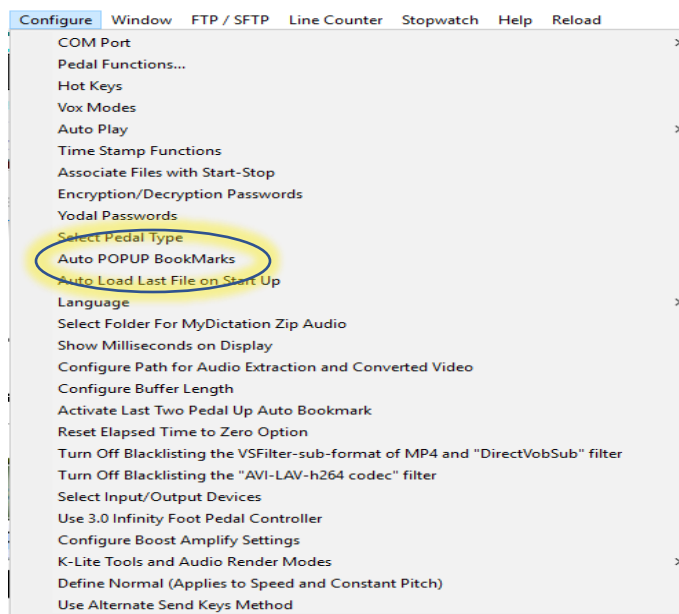 Configure Window FTP / SFTP Line Counter Stopwatch Help Reload
COM Port
Pedal Functions...
Hot Keys
Vox Modes
Auto Play
Time Stamp Functions
Associate Files with Start-Stop
Encryption/Decryption Passwords
Yodal Passwords
Select Pedal Type
Auto POPUP BookMarks
Auto Load Last File on Start Up
Language
Select Folder For MyDictation Zip Audio
Show Milliseconds on Display
Configure Path for Audio Extraction and Converted Video
Configure Buffer Length
Activate Last Two Pedal Up Auto Bookmark
Reset Elapsed Time to Zero Option
Turn Off Blacklisting the VSFilter-sub-format of MP4 and "DirectVobSub" filter
Turn Off Blacklisting the "AVI-LAV-h264 codec" filter
Select Input/Output Devices
Use 3.0 Infinity Foot Pedal Controller
Configure Boost Amplify Settings
K-Lite Tools and Audio Render Modes
Define Normal (Applies to Speed and Constant Pitch)
Use Alternate Send Keys Method